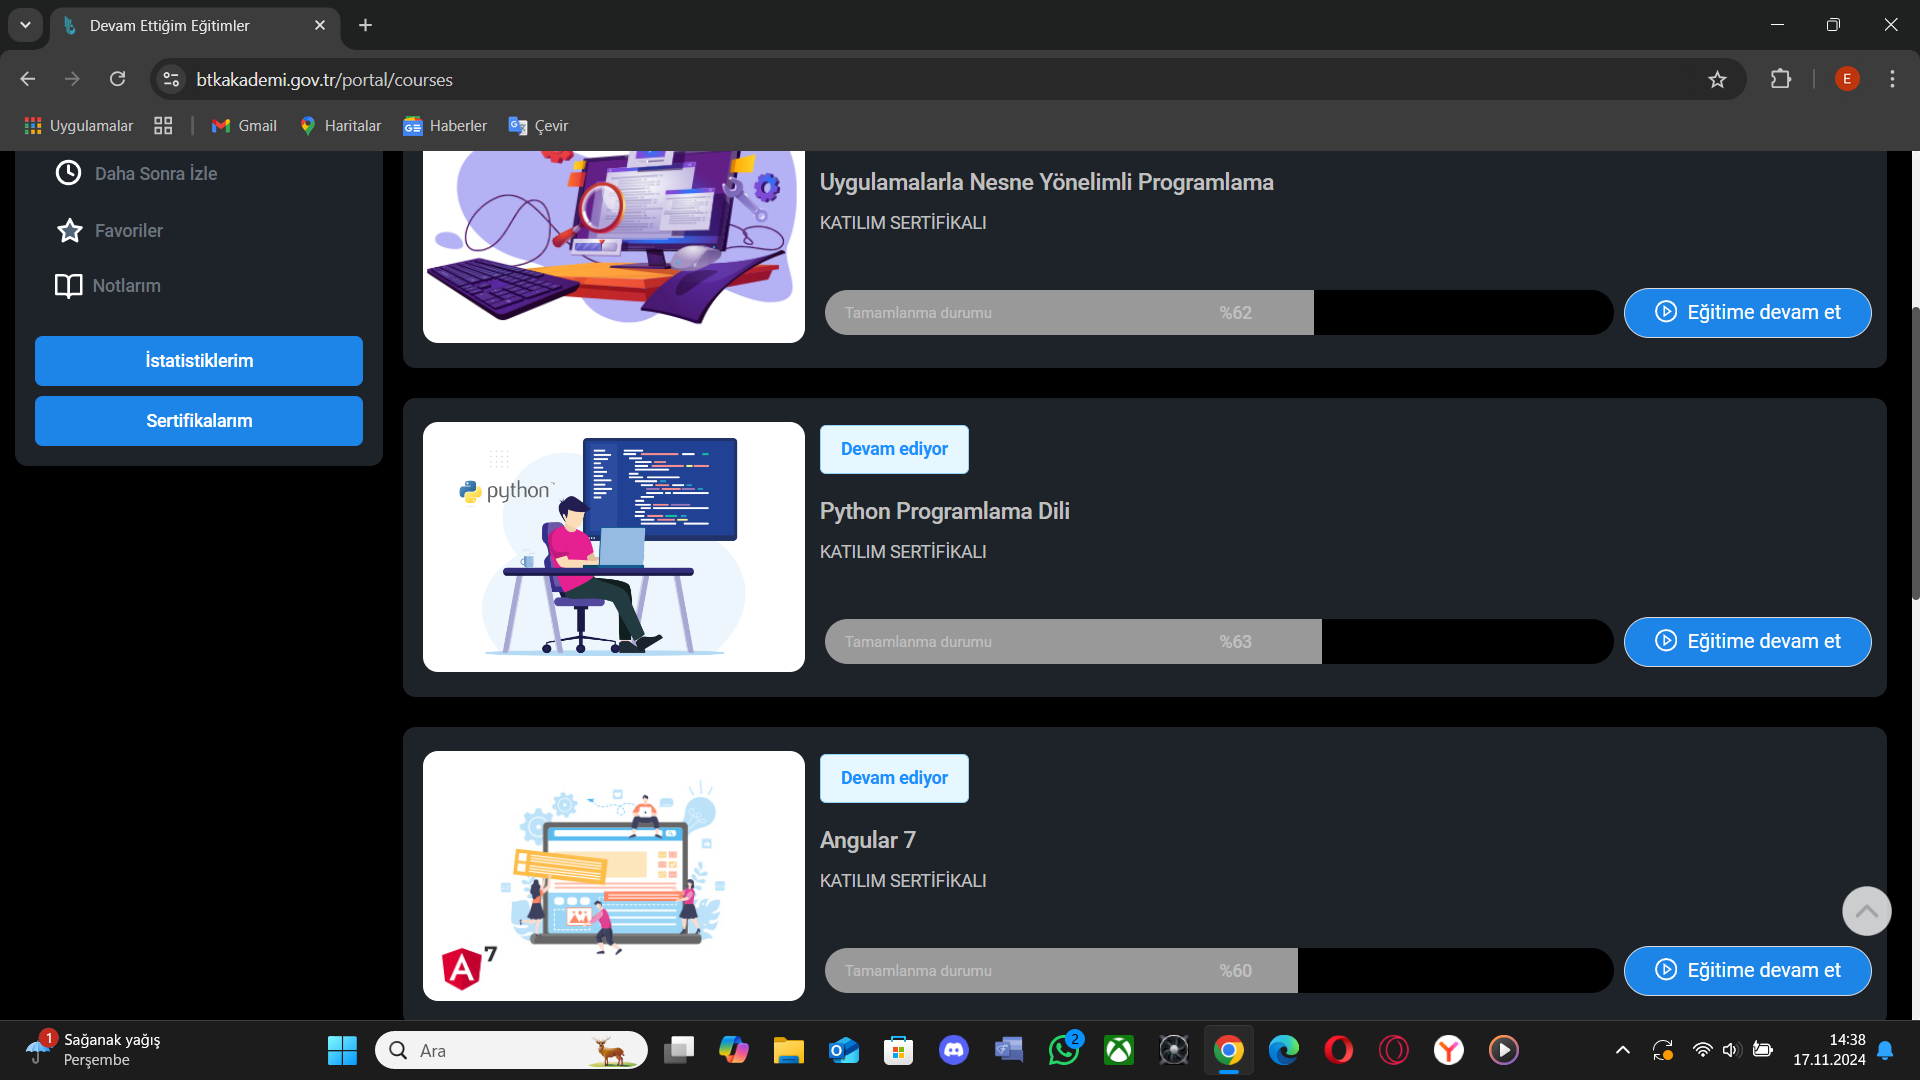 Devam Ettiğim Eğitimler
btkakademi.gov.tr/portal/courses
E
Uygulamalar
Gmail
Haritalar
Haberler
Çevir
Daha Sonra İzle
Favoriler
Notlarım
İstatistiklerim
Sertifikalarım
Uygulamalarla Nesne Yönelimli Programlama
KATILIM SERTİFİKALI
Tamamlanma durumu %62
Eğitime devam et
python
Devam ediyor
Python Programlama Dili
KATILIM SERTİFİKALI
Tamamlanma durumu %63
Eğitime devam et
A 7
Devam ediyor
Angular 7
KATILIM SERTİFİKALI
Tamamlanma durumu %60
Eğitime devam et
1
Sağanak yağış
Perşembe
Ara
2
14:38
17.11.2024